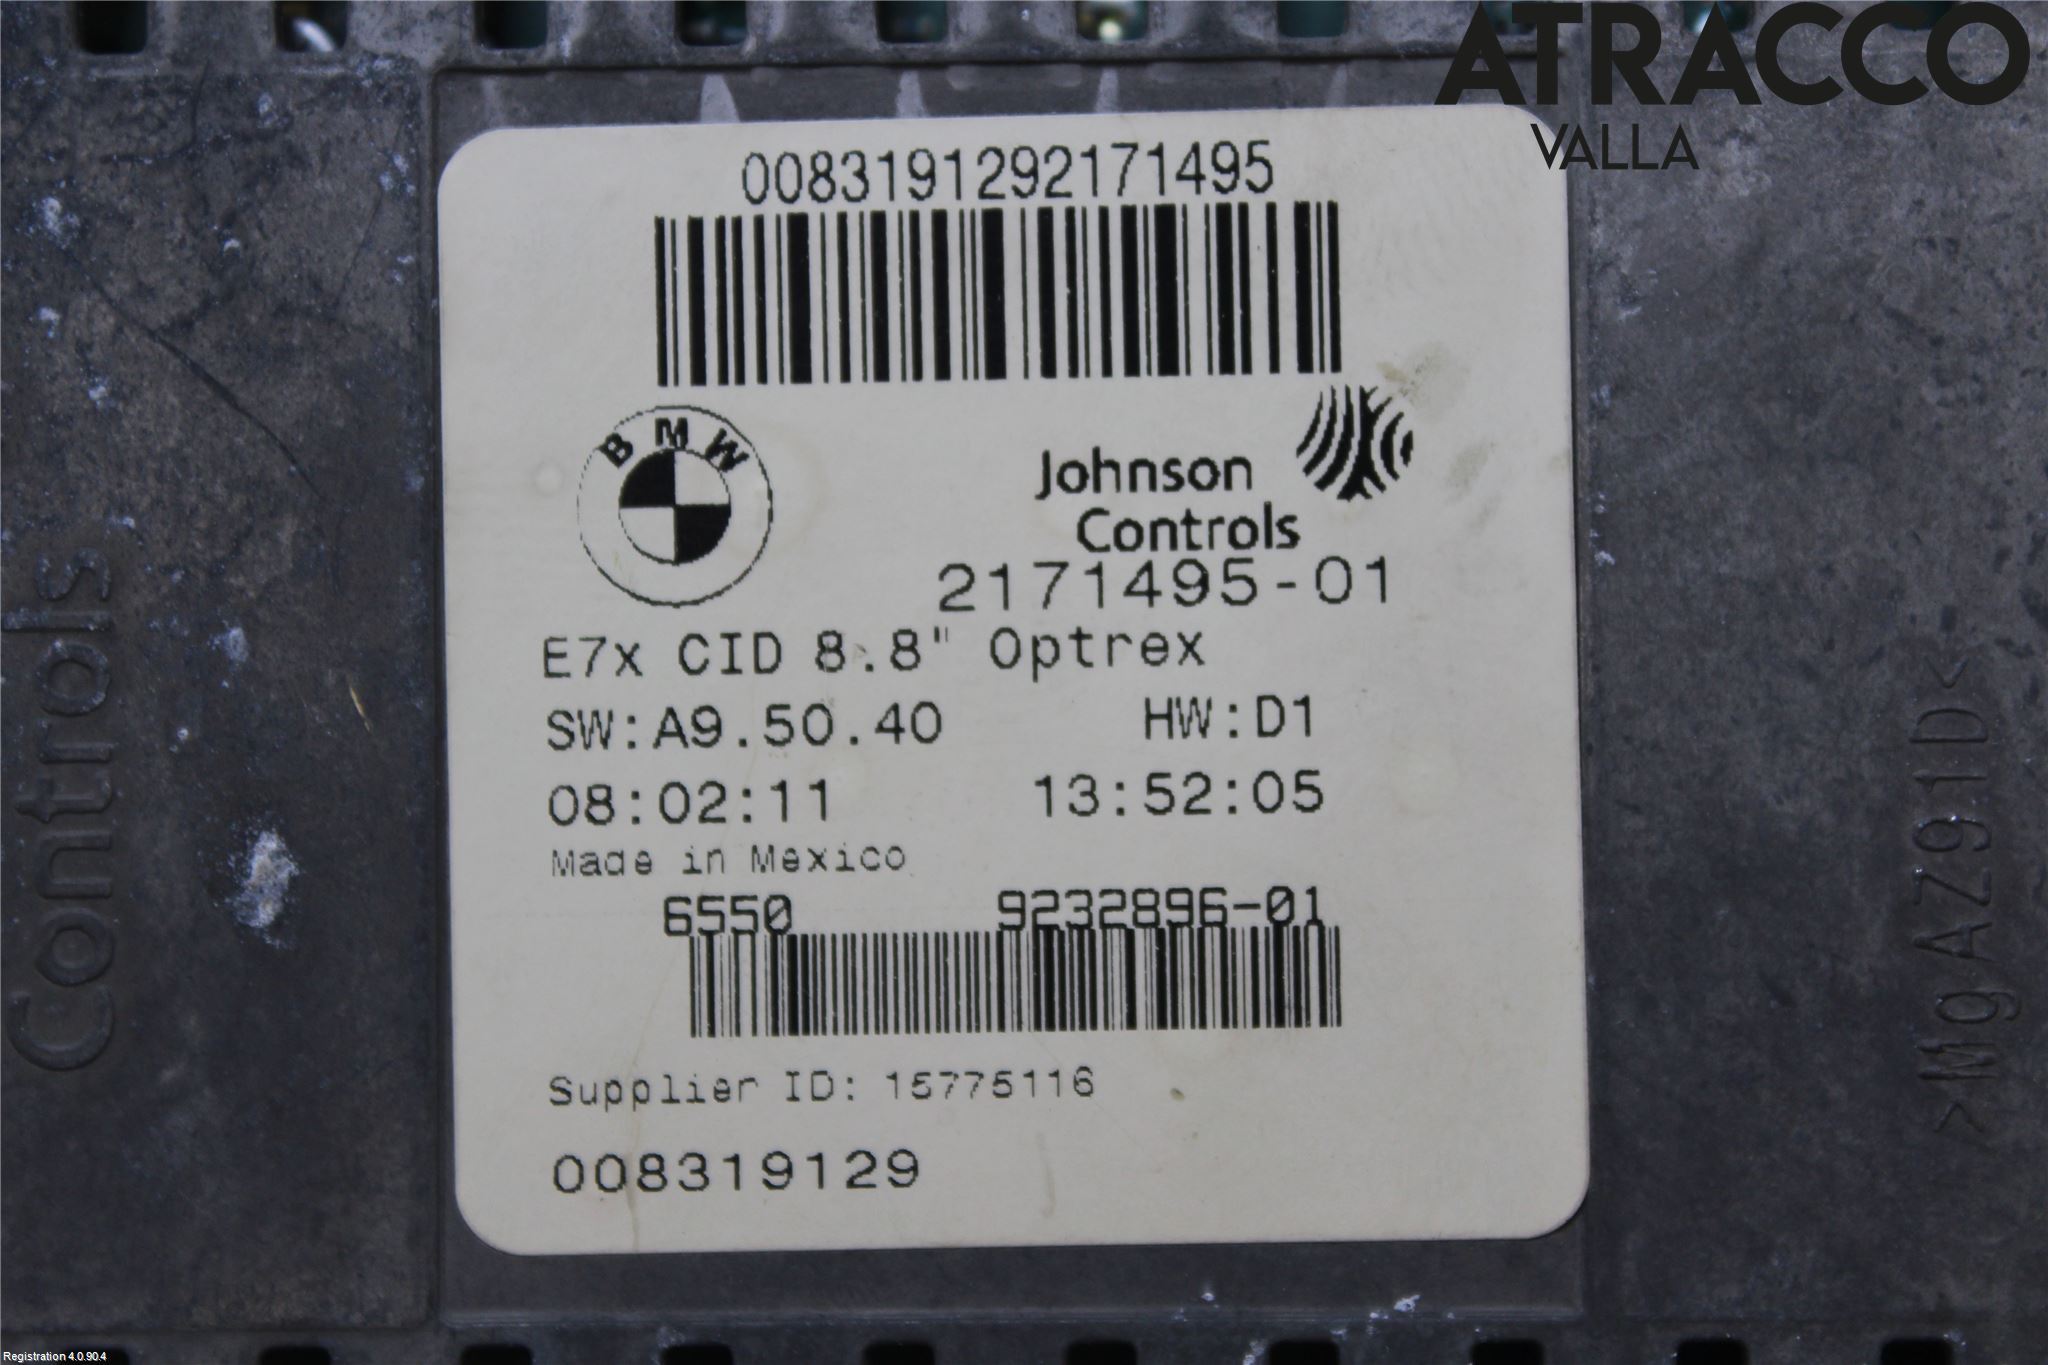 ATRACCO
VALLA
0083191292171495
BMW
Johnson
Controls
2171495-01
E7x CID 8.8" Optrex
SW:A9.50.40 HW:D1
08:02:11 13:52:05
Made in Mexico
6550 9232896-01
Supplier ID: 15775116
008319129
Controls
>MgAZ91D<
Registration 4.0.90.4